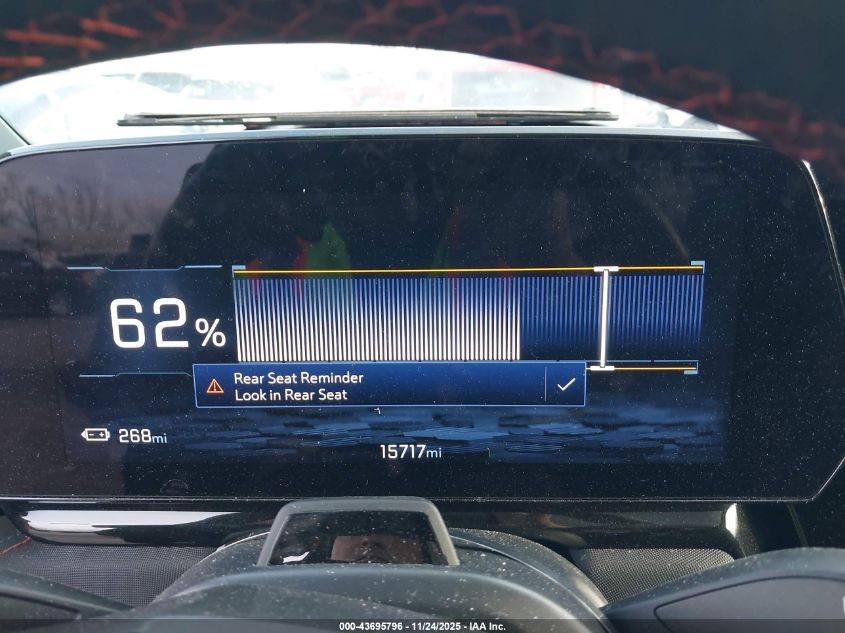 62%
Rear Seat Reminder
Look in Rear Seat
268mi
15717mi
000-43695796 - 11/24/2025 - IAA Inc.